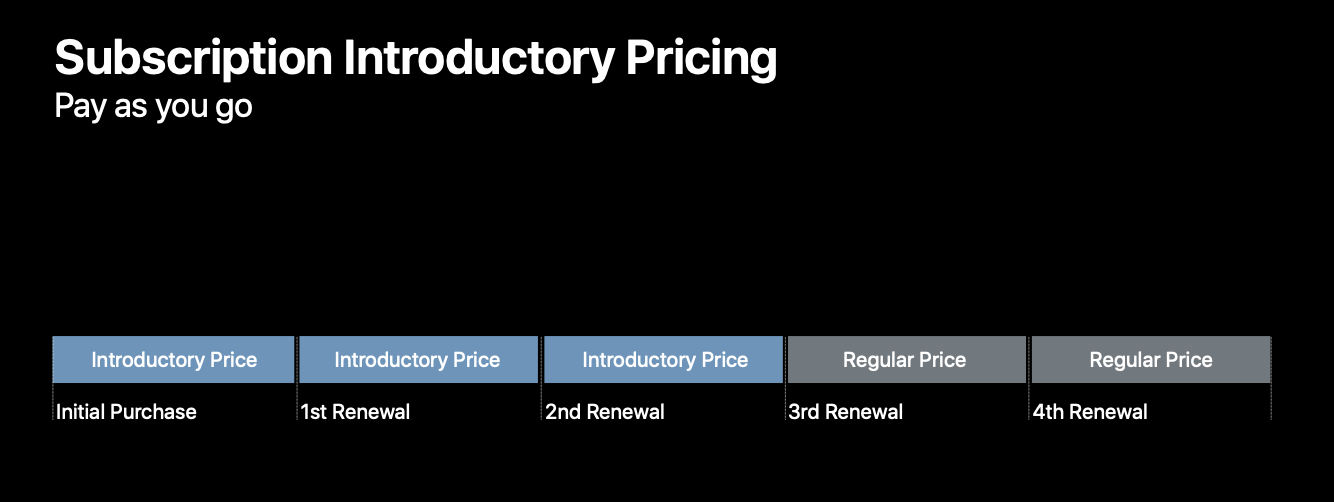 Subscription Introductory Pricing
Pay as you go
Introductory Price Introductory Price Introductory Price Regular Price Regular Price
Initial Purchase 1st Renewal 2nd Renewal 3rd Renewal 4th Renewal